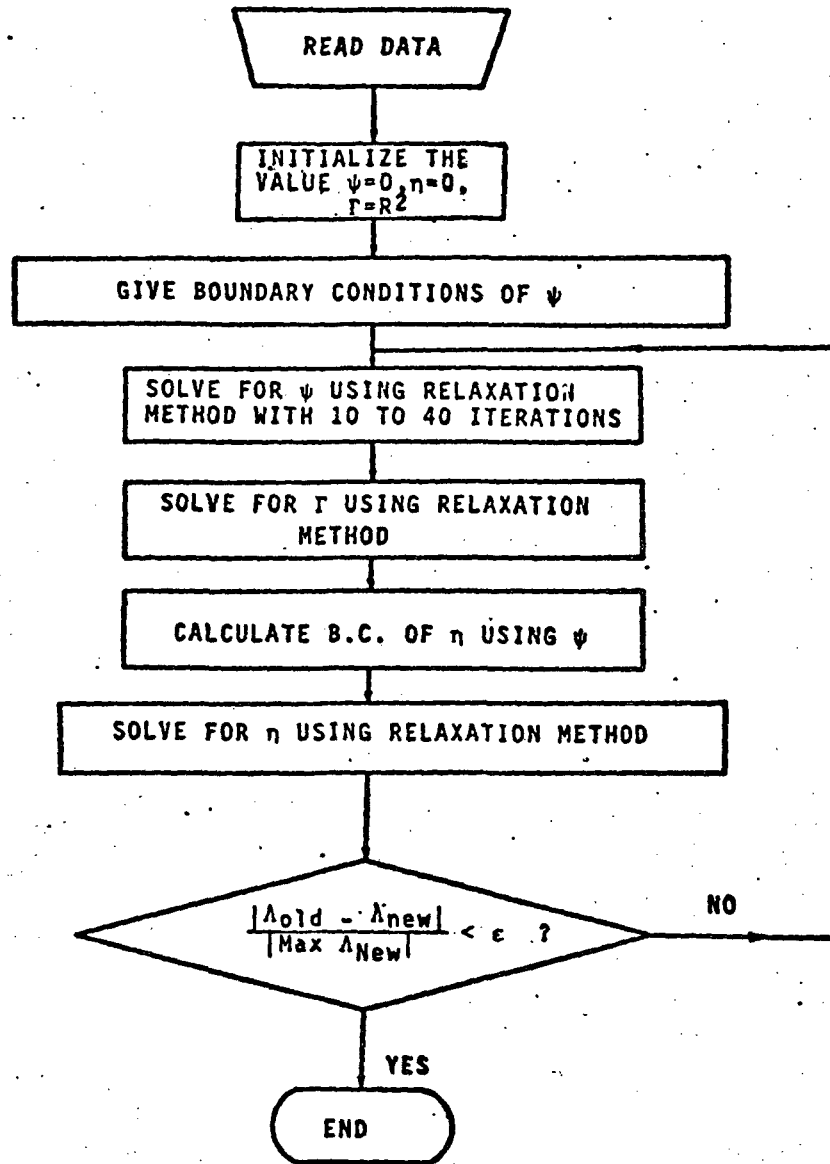 READ DATA
INITIALIZE THE
VALUE ψ=0,η=0,
Γ=R²
GIVE BOUNDARY CONDITIONS OF ψ
SOLVE FOR ψ USING RELAXATION
METHOD WITH 10 TO 40 ITERATIONS
SOLVE FOR Γ USING RELAXATION
METHOD
CALCULATE B.C. OF η USING ψ
SOLVE FOR η USING RELAXATION METHOD
|Λold - Λnew|
|Max ΛNew| < ε ?
NO
YES
END